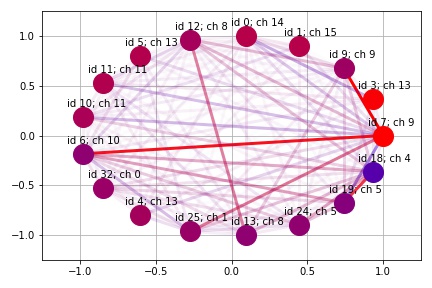 id 12; ch 8
id 0; ch 14
id 5; ch 13
id 1; ch 15
id 9; ch 9
id 11; ch 11
id 3; ch 13
id 10; ch 11
id 7; ch 9
id 6; ch 10
id 18; ch 4
id 32; ch 0
id 19; ch 5
id 4; ch 13
id 25; ch 1
id 13; ch 8
id 24; ch 5
1.0
0.5
0.0
−0.5
−1.0
−1.0 −0.5 0.0 0.5 1.0